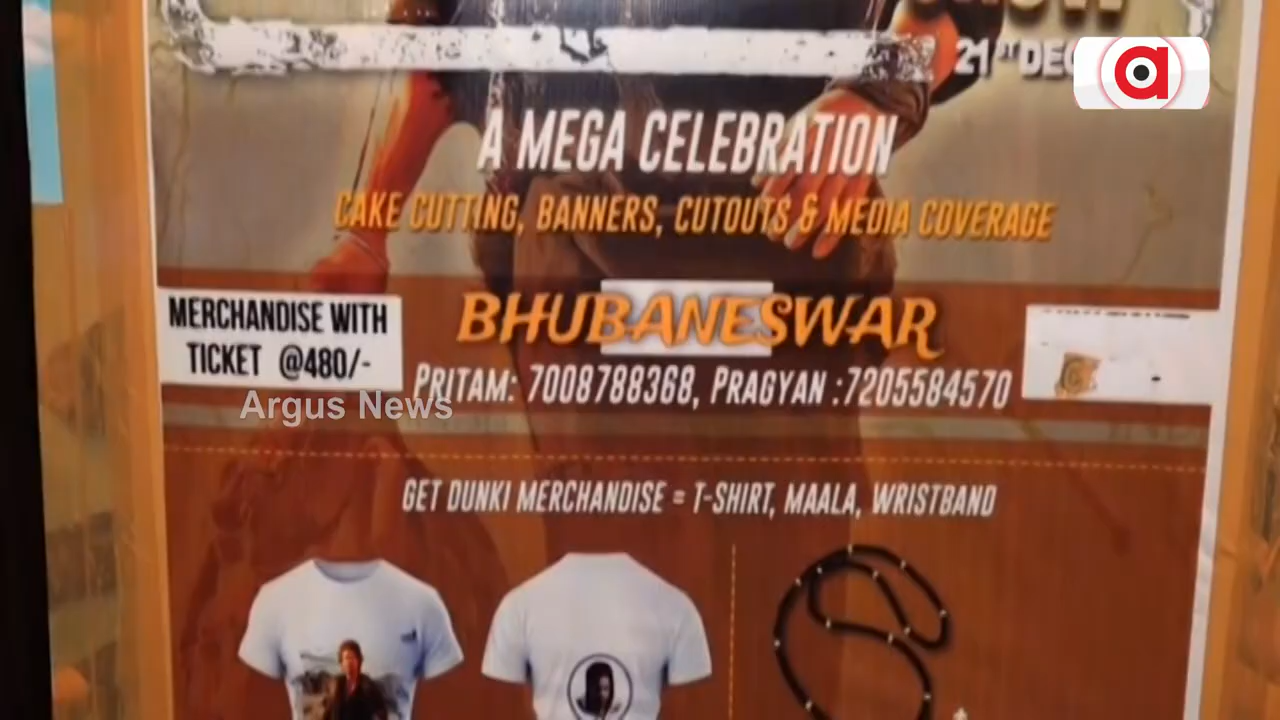 21ST DEC
A MEGA CELEBRATION
CAKE CUTTING, BANNERS, CUTOUTS & MEDIA COVERAGE
MERCHANDISE WITH
TICKET @480/-
BHUBANESWAR
PRITAM: 7008788368, PRAGYAN :7205584570
Argus News
GET DUNKI MERCHANDISE = T-SHIRT, MAALA, WRISTBAND